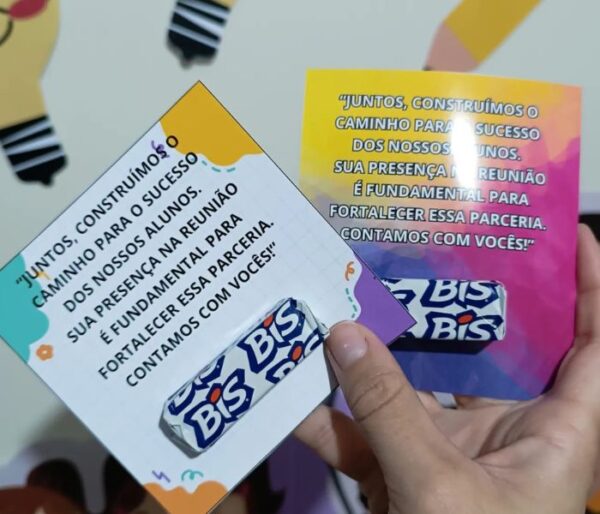 “JUNTOS, CONSTRUÍMOS O
CAMINHO PARA O SUCESSO
DOS NOSSOS ALUNOS.
SUA PRESENÇA NA REUNIÃO
É FUNDAMENTAL PARA
FORTALECER ESSA PARCERIA.
CONTAMOS COM VOCÊS!”
BIS
BIS
BIS
“JUNTOS, CONSTRUÍMOS O
CAMINHO PARA O SUCESSO
DOS NOSSOS ALUNOS.
SUA PRESENÇA NA REUNIÃO
É FUNDAMENTAL PARA
FORTALECER ESSA PARCERIA.
CONTAMOS COM VOCÊS!”
BIS
BIS